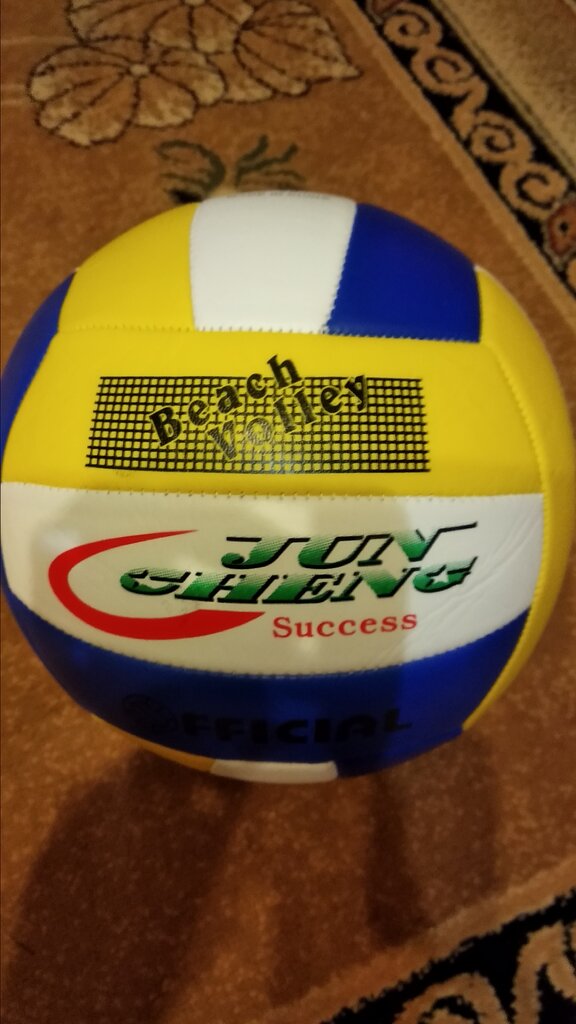 Beach
Volley
JUN
CHENG
Success
OFFICIAL